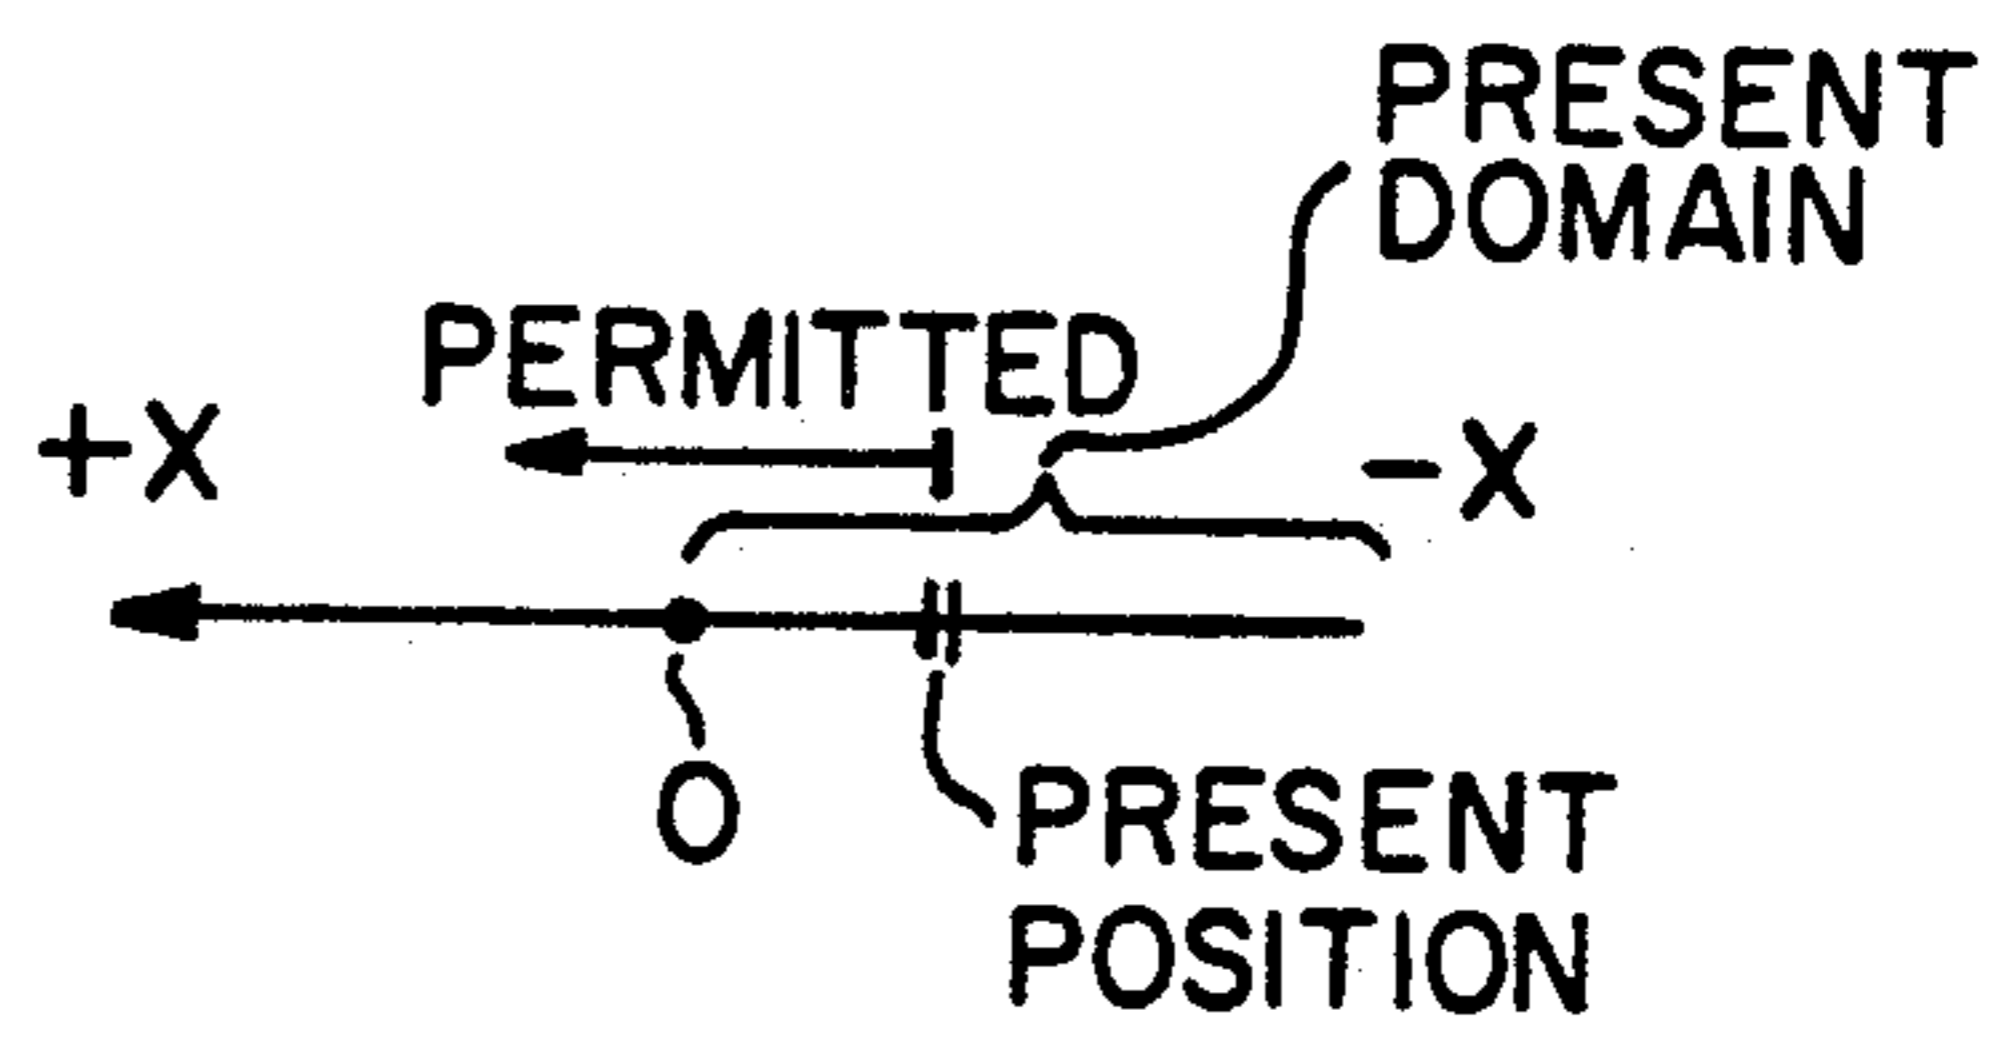 PRESENT
DOMAIN
PERMITTED
+X
-X
O
PRESENT
POSITION